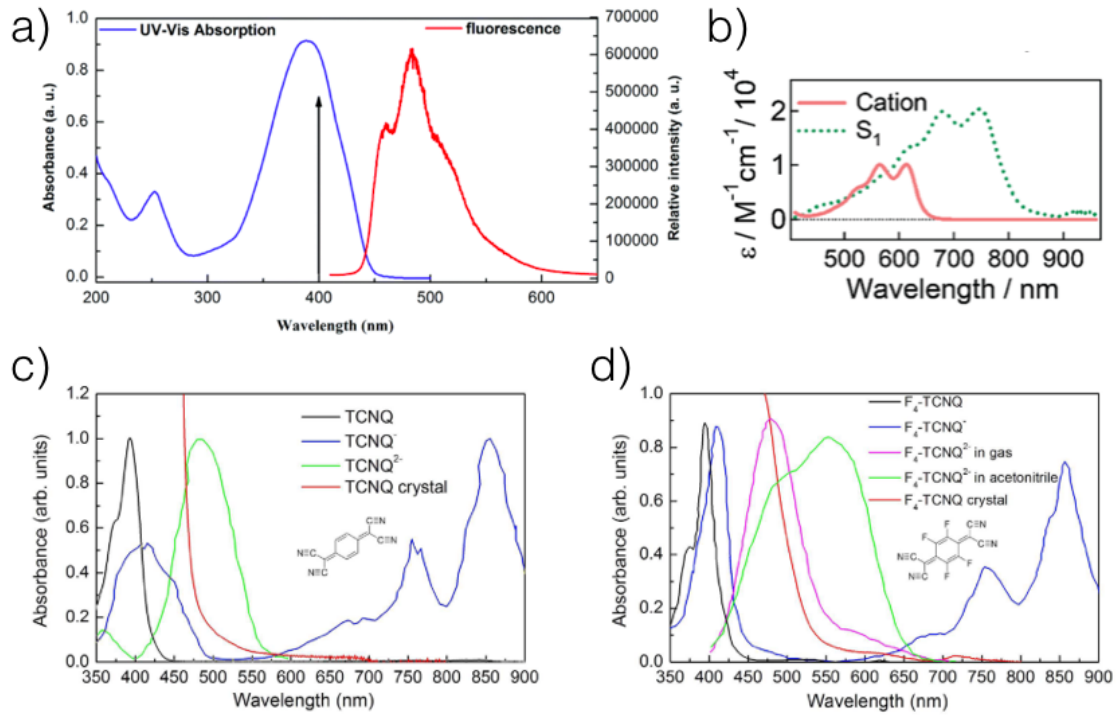 a)
UV-Vis Absorption
fluorescence
1.0
0.8
0.6
0.4
0.2
0.0
Absorbance (a. u.)
700000
600000
500000
400000
300000
200000
100000
0
Relative intensity (a. u.)
200 300 400 500 600
Wavelength (nm)
b)
Cation
S₁
2
1
0
ε / M⁻¹ cm⁻¹ / 10⁴
500 600 700 800 900
Wavelength / nm
c)
TCNQ
TCNQ⁻
TCNQ²⁻
TCNQ crystal
1.2
1.0
0.8
0.6
0.4
0.2
0.0
Absorbance (arb. units)
N≡C C≡N
C≡N
N≡C
350 400 450 500 550 600 650 700 750 800 850 900
Wavelength (nm)
d)
F₄-TCNQ
F₄-TCNQ⁻
F₄-TCNQ²⁻ in gas
F₄-TCNQ²⁻ in acetonitrile
F₄-TCNQ crystal
1.0
0.8
0.6
0.4
0.2
0.0
Absorbance (arb. units)
F F C≡N
N≡C C≡N
F F
C≡N
350 400 450 500 550 600 650 700 750 800 850 900
Wavelength (nm)